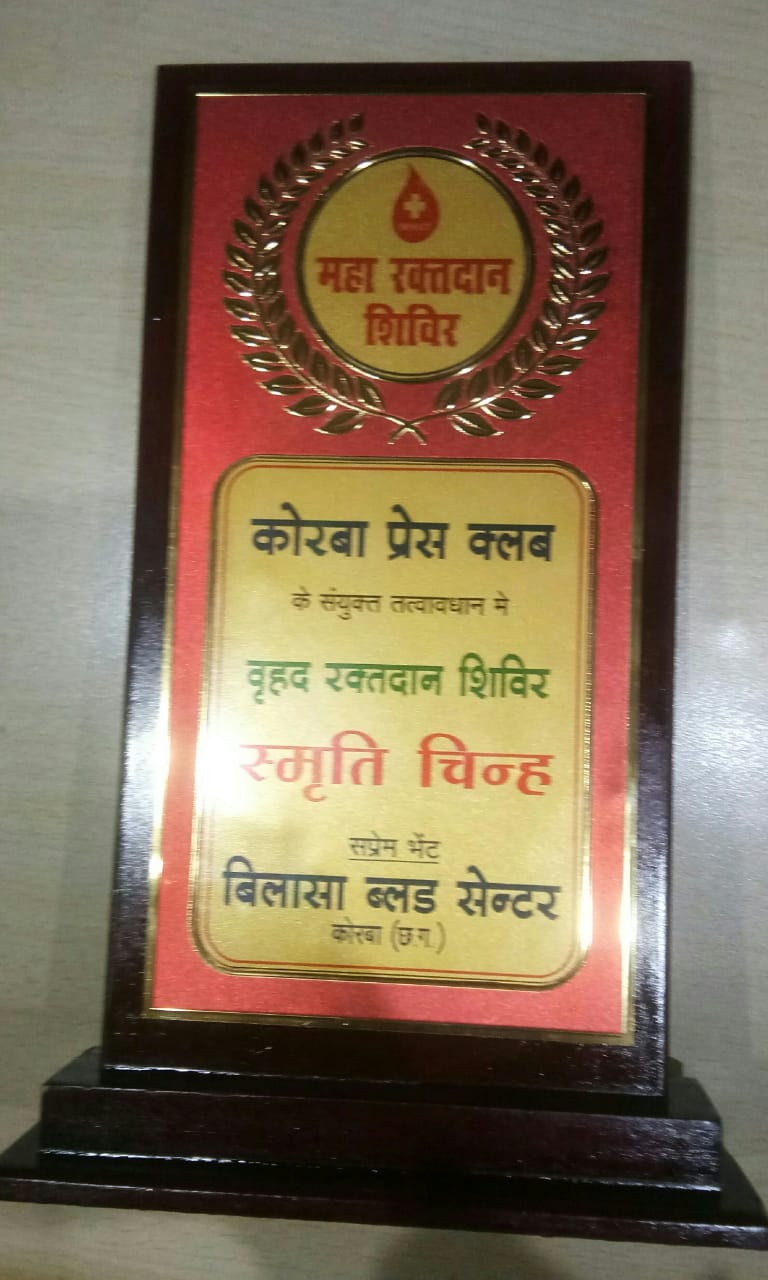 महा रक्तदान
शिविर
कोरबा प्रेस क्लब
के संयुक्त तत्वावधान मे
वृहद रक्तदान शिविर
स्मृति चिन्ह
सप्रेम भेंट
बिलासा ब्लड सेन्टर
कोरबा (छ.ग.)